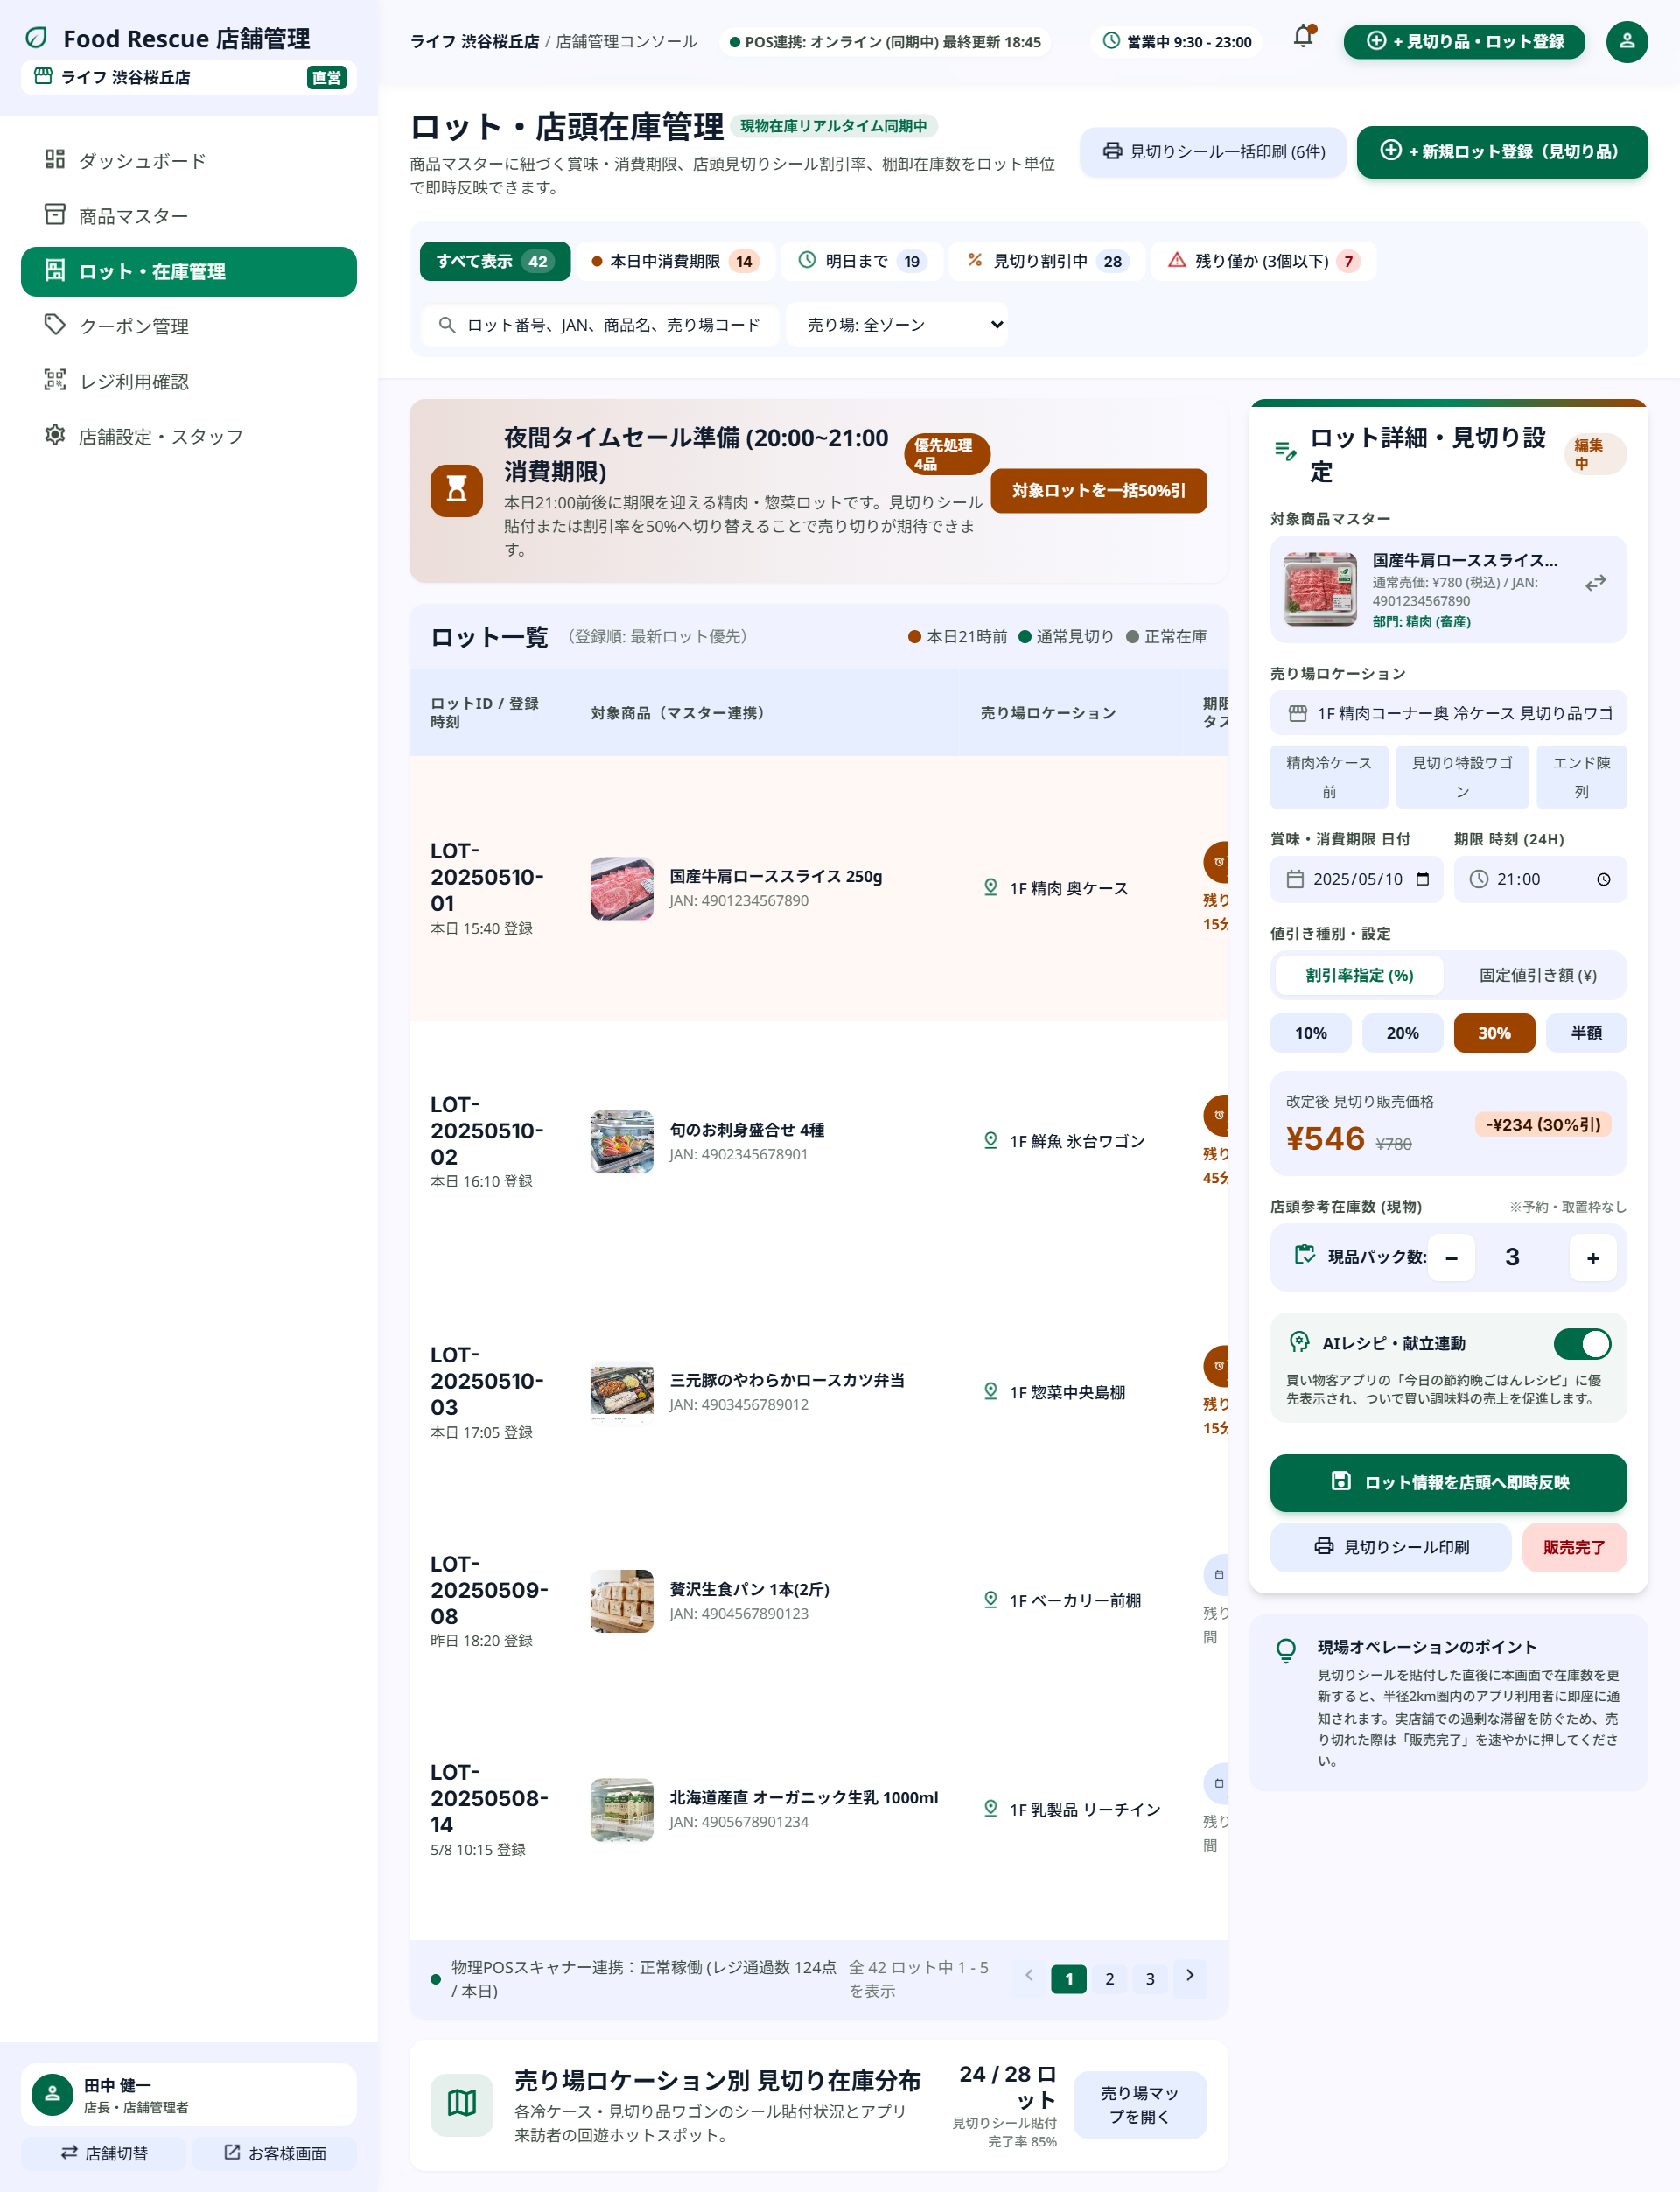 Food Rescue 店舗管理
ライフ 渋谷桜丘店 直営
ダッシュボード
商品マスター
ロット・在庫管理
クーポン管理
レジ利用確認
店舗設定・スタッフ
田中 健一
店長・店舗管理者
店舗切替 お客様画面
ライフ 渋谷桜丘店 / 店舗管理コンソール POS連携: オンライン (同期中) 最終更新 18:45 営業中 9:30 - 23:00 + 見切り品・ロット登録
ロット・店頭在庫管理 現物在庫リアルタイム同期中
商品マスターに紐づく賞味・消費期限、店頭見切りシール割引率、棚卸在庫数をロット単位
で即時反映できます。
見切りシール一括印刷 (6件) + 新規ロット登録（見切り品）
すべて表示 42 本日中消費期限 14 明日まで 19 見切り割引中 28 残り僅か (3個以下) 7
ロット番号、JAN、商品名、売り場コード 売り場: 全ゾーン
夜間タイムセール準備 (20:00~21:00
消費期限)
優先処理
4品
本日21:00前後に期限を迎える精肉・惣菜ロットです。見切りシール
貼付または割引率を50%へ切り替えることで売り切りが期待できま
す。
対象ロットを一括50%引
ロット一覧 （登録順: 最新ロット優先） 本日21時前 通常見切り 正常在庫
ロットID / 登録
時刻
対象商品（マスター連携） 売り場ロケーション
期限
タス
LOT-
20250510-
01
本日 15:40 登録
国産牛肩ローススライス 250g
JAN: 4901234567890
1F 精肉 奥ケース
残り
15分
LOT-
20250510-
02
本日 16:10 登録
旬のお刺身盛合せ 4種
JAN: 4902345678901
1F 鮮魚 氷台ワゴン
残り
45分
LOT-
20250510-
03
本日 17:05 登録
三元豚のやわらかロースカツ弁当
JAN: 4903456789012
1F 惣菜中央島棚
残り
15分
LOT-
20250509-
08
昨日 18:20 登録
贅沢生食パン 1本(2斤)
JAN: 4904567890123
1F ベーカリー前棚
残り
間
LOT-
20250508-
14
5/8 10:15 登録
北海道産直 オーガニック生乳 1000ml
JAN: 4905678901234
1F 乳製品 リーチイン
残り
間
物理POSスキャナー連携：正常稼働 (レジ通過数 124点
/ 本日)
全 42 ロット中 1 - 5
を表示
1 2 3
売り場ロケーション別 見切り在庫分布
各冷ケース・見切り品ワゴンのシール貼付状況とアプリ
来訪者の回遊ホットスポット。
24 / 28 ロ
ット
見切りシール貼付
完了率 85%
売り場マッ
プを開く
ロット詳細・見切り設
定
編集
中
対象商品マスター
国産牛肩ローススライス...
通常売価: ¥780 (税込) / JAN:
4901234567890
部門: 精肉 (畜産)
売り場ロケーション
1F 精肉コーナー奥 冷ケース 見切り品ワゴ
精肉冷ケース
前
見切り特設ワゴ
ン
エンド陳
列
賞味・消費期限 日付 期限 時刻 (24H)
2025/05/10 21:00
値引き種別・設定
割引率指定 (%) 固定値引き額 (¥)
10% 20% 30% 半額
改定後 見切り販売価格
¥546 ¥780 -¥234 (30%引)
店頭参考在庫数 (現物) ※予約・取置枠なし
現品パック数: − 3 +
AIレシピ・献立連動
買い物客アプリの「今日の節約晩ごはんレシピ」に優
先表示され、ついで買い調味料の売上を促進します。
ロット情報を店頭へ即時反映
見切りシール印刷 販売完了
現場オペレーションのポイント
見切りシールを貼付した直後に本画面で在庫数を更
新すると、半径2km圏内のアプリ利用者に即座に通
知されます。実店舗での過剰な滞留を防ぐため、売
り切れた際は「販売完了」を速やかに押してくださ
い。